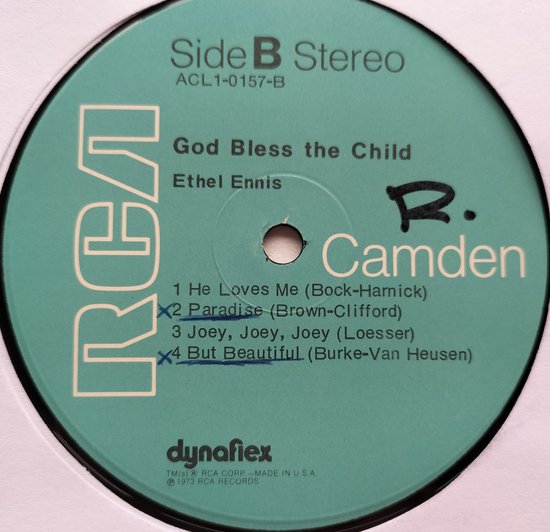 Side B Stereo
ACL1-0157-B
God Bless the Child
Ethel Ennis
R.
RCA
Camden
1 He Loves Me (Bock-Harnick)
x2 Paradise (Brown-Clifford)
3 Joey, Joey, Joey (Loesser)
x4 But Beautiful (Burke-Van Heusen)
dynaflex
TM(s) ® RCA CORP.—MADE IN U.S.A.
℗ 1973 RCA RECORDS